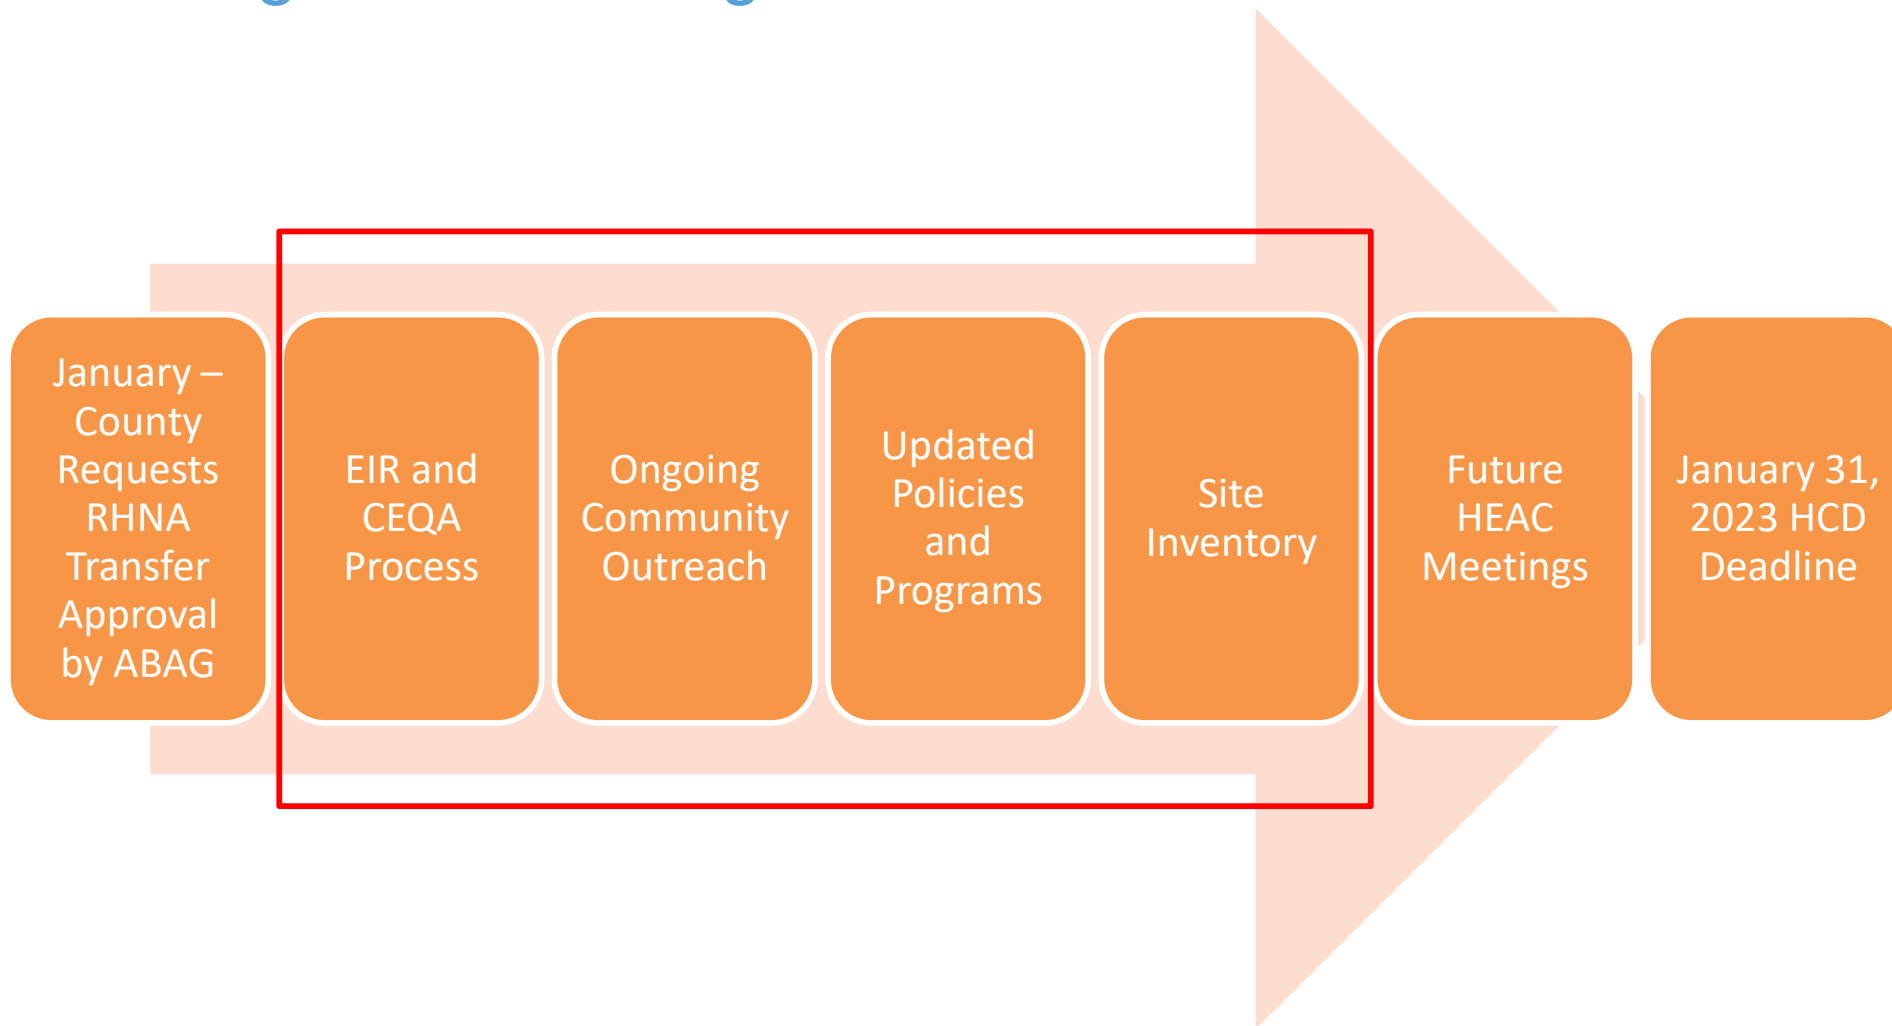 January –
County
Requests
RHNA
Transfer
Approval
by ABAG
EIR and
CEQA
Process
Ongoing
Community
Outreach
Updated
Policies
and
Programs
Site
Inventory
Future
HEAC
Meetings
January 31,
2023 HCD
Deadline